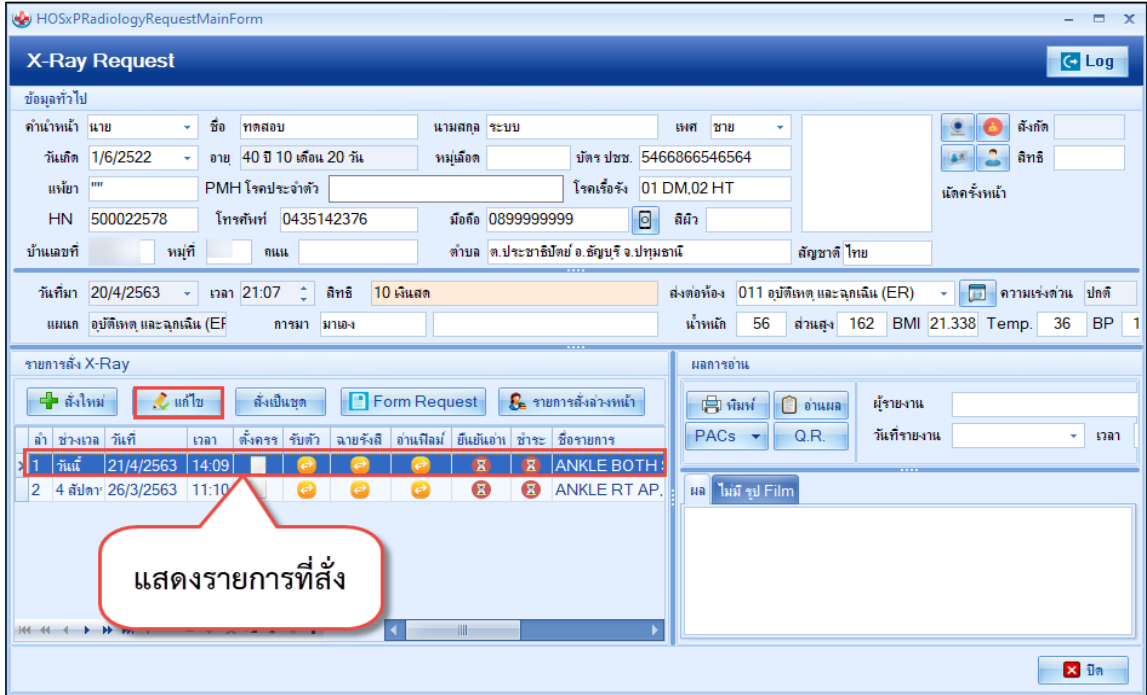 HOSxPRadiologyRequestMainForm
X-Ray Request Log
ข้อมูลทั่วไป
คำนำหน้า นาย ชื่อ ทดสอบ นามสกุล ระบบ เพศ ชาย สังกัด
วันเกิด 1/6/2522 อายุ 40 ปี 10 เดือน 20 วัน หมู่เลือด บัตร ปชช. 5466866546564 สิทธิ
แพ้ยา "" PMH โรคประจำตัว โรคเรื้อรัง 01 DM,02 HT นัดครั้งหน้า
HN 500022578 โทรศัพท์ 0435142376 มือถือ 0899999999 สีผิว
บ้านเลขที่ หมู่ที่ ถนน ตำบล ต.ประชาธิปัตย์ อ.ธัญบุรี จ.ปทุมธานี สัญชาติ ไทย
วันที่มา 20/4/2563 เวลา 21:07 สิทธิ 10 เงินสด ส่งต่อห้อง 011 อุบัติเหตุ และฉุกเฉิน (ER) ความเร่งด่วน ปกติ
แผนก อุบัติเหตุ และฉุกเฉิน (EF การมา มาเอง น้ำหนัก 56 ส่วนสูง 162 BMI 21.338 Temp. 36 BP 1
รายการสั่ง X-Ray ผลการอ่าน
สั่งใหม่ แก้ไข สั่งเป็นชุด Form Request รายการสั่งล่วงหน้า พิมพ์ อ่านผล ผู้รายงาน
PACs Q.R. วันที่รายงาน เวลา
ลำ ช่วงเวล วันที่ เวลา ตั้งครร รับตัว ฉายรังสี อ่านฟิลม์ ยืนยันอ่า ชำระ ชื่อรายการ
1 วันนี้ 21/4/2563 14:09 ANKLE BOTH S
2 4 สัปดา 26/3/2563 11:10 ANKLE RT AP,
ผล ไม่มี รูป Film
แสดงรายการที่สั่ง
ปิด